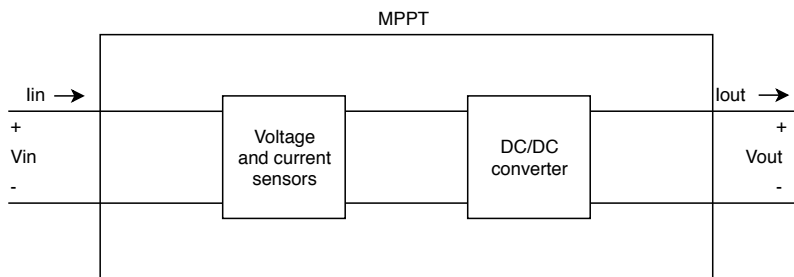 MPPT
Iin
Iout
+
Vin
-
Voltage
and current
sensors
DC/DC
converter
+
Vout
-